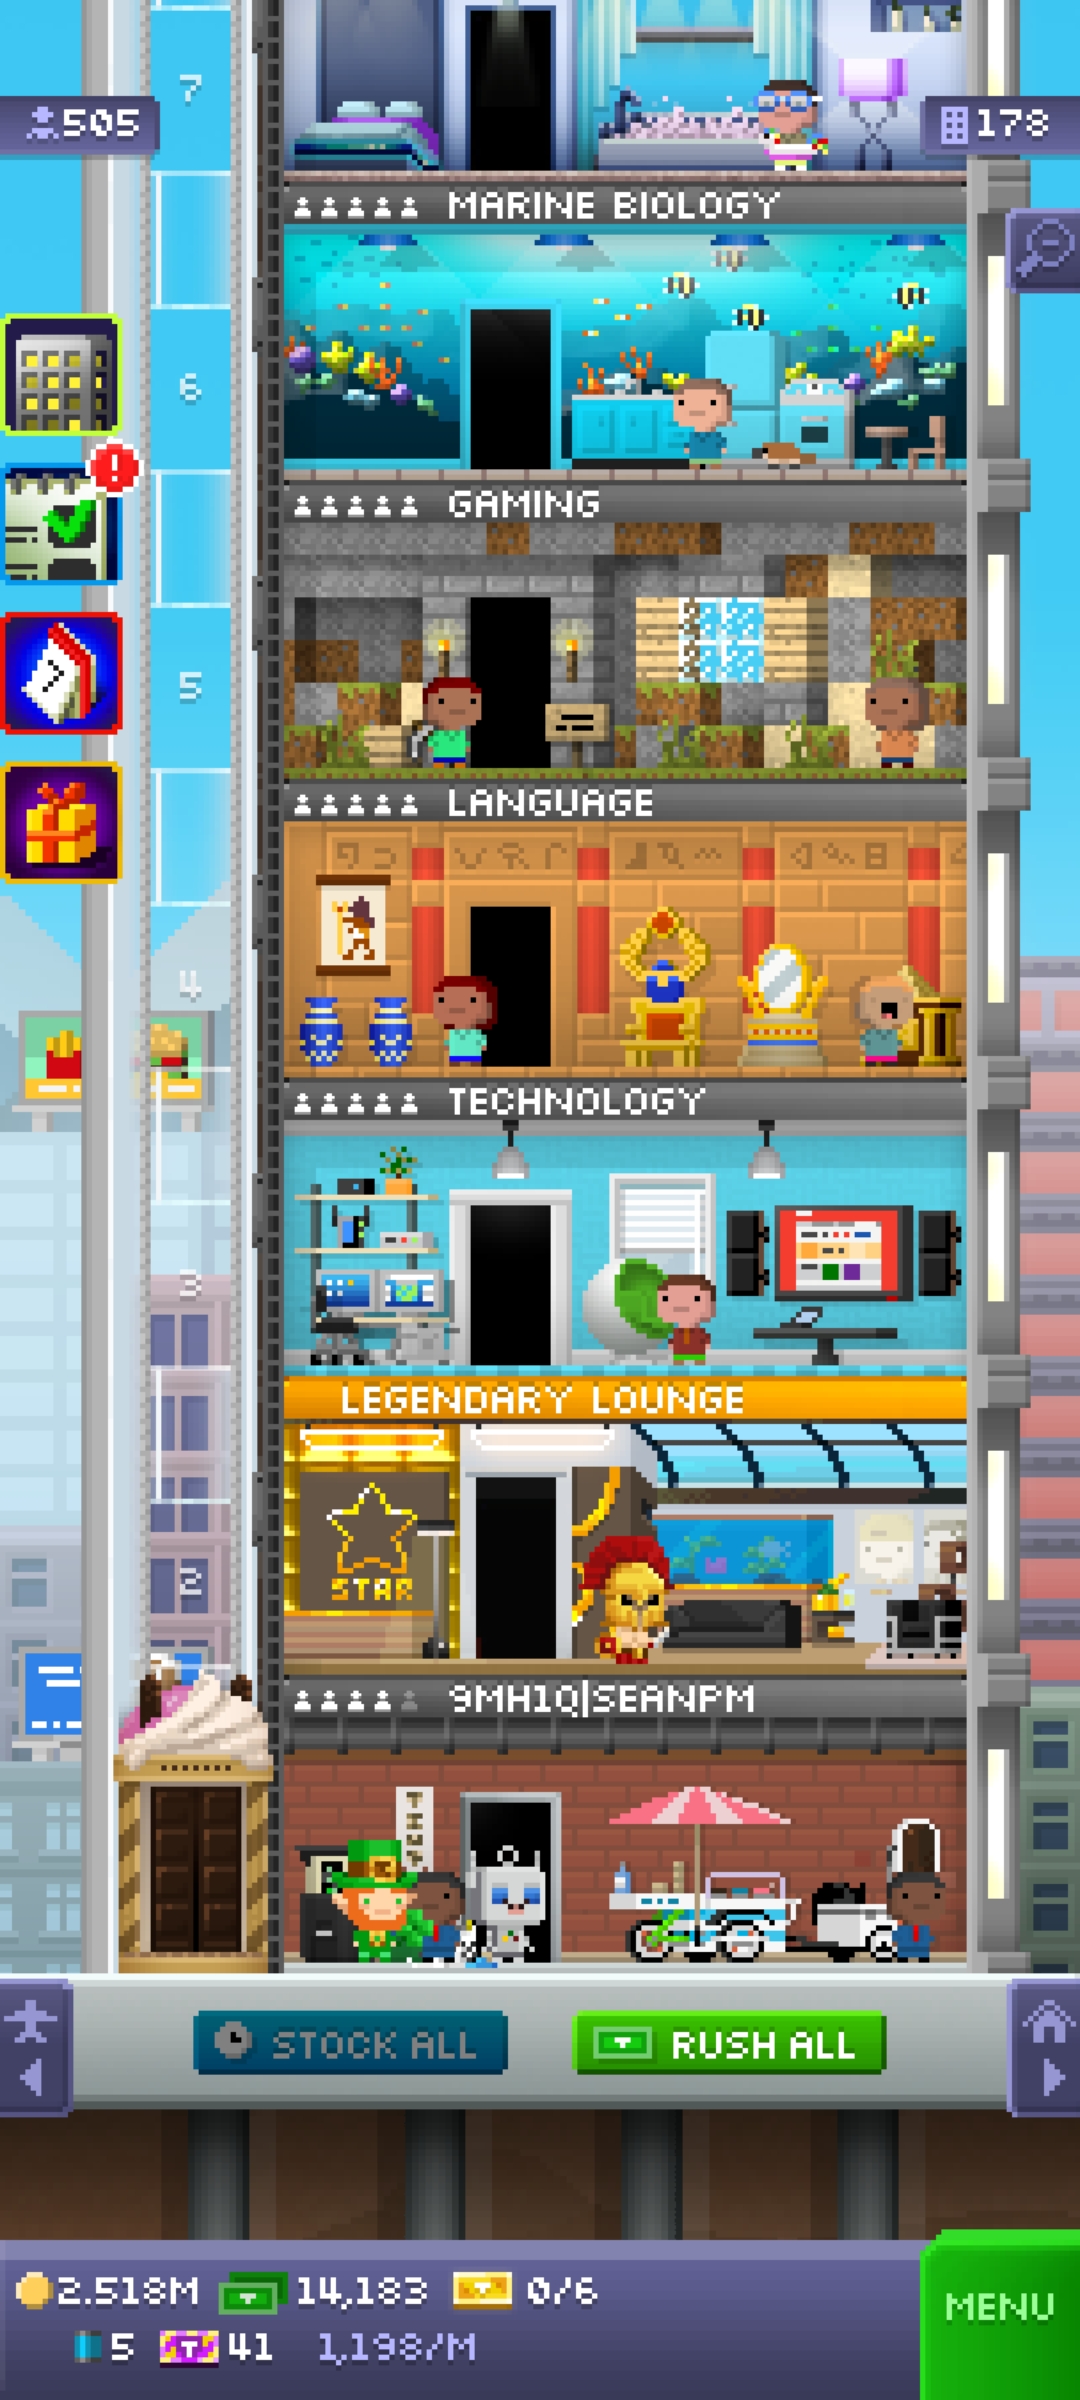 7
505
178
MARINE BIOLOGY
6
GAMING
5
LANGUAGE
4
TECHNOLOGY
3
LEGENDARY LOUNGE
STAR
2
9MH1Q|SEANPM
TINY
STOCK ALL
RUSH ALL
2.518M 14,183 0/6
5 41 1,198/M
MENU